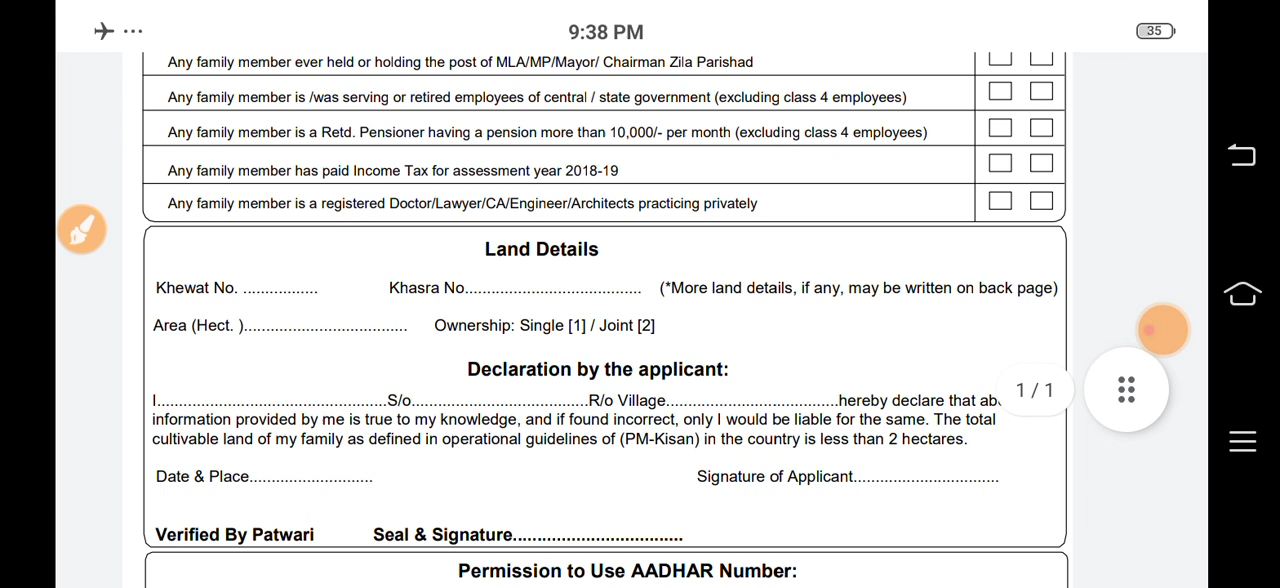 9:38 PM
35
Any family member ever held or holding the post of MLA/MP/Mayor/ Chairman Zila Parishad
Any family member is /was serving or retired employees of central / state government (excluding class 4 employees)
Any family member is a Retd. Pensioner having a pension more than 10,000/- per month (excluding class 4 employees)
Any family member has paid Income Tax for assessment year 2018-19
Any family member is a registered Doctor/Lawyer/CA/Engineer/Architects practicing privately
Land Details
Khewat No. ................ Khasra No...................................... (*More land details, if any, may be written on back page)
Area (Hect. )................................... Ownership: Single [1] / Joint [2]
Declaration by the applicant:
I.................................................S/o......................................R/o Village.....................................hereby declare that
information provided by me is true to my knowledge, and if found incorrect, only I would be liable for the same. The total
cultivable land of my family as defined in operational guidelines of (PM-Kisan) in the country is less than 2 hectares.
1 / 1
Date & Place.......................... Signature of Applicant...............................
Verified By Patwari Seal & Signature...................................
Permission to Use AADHAR Number: